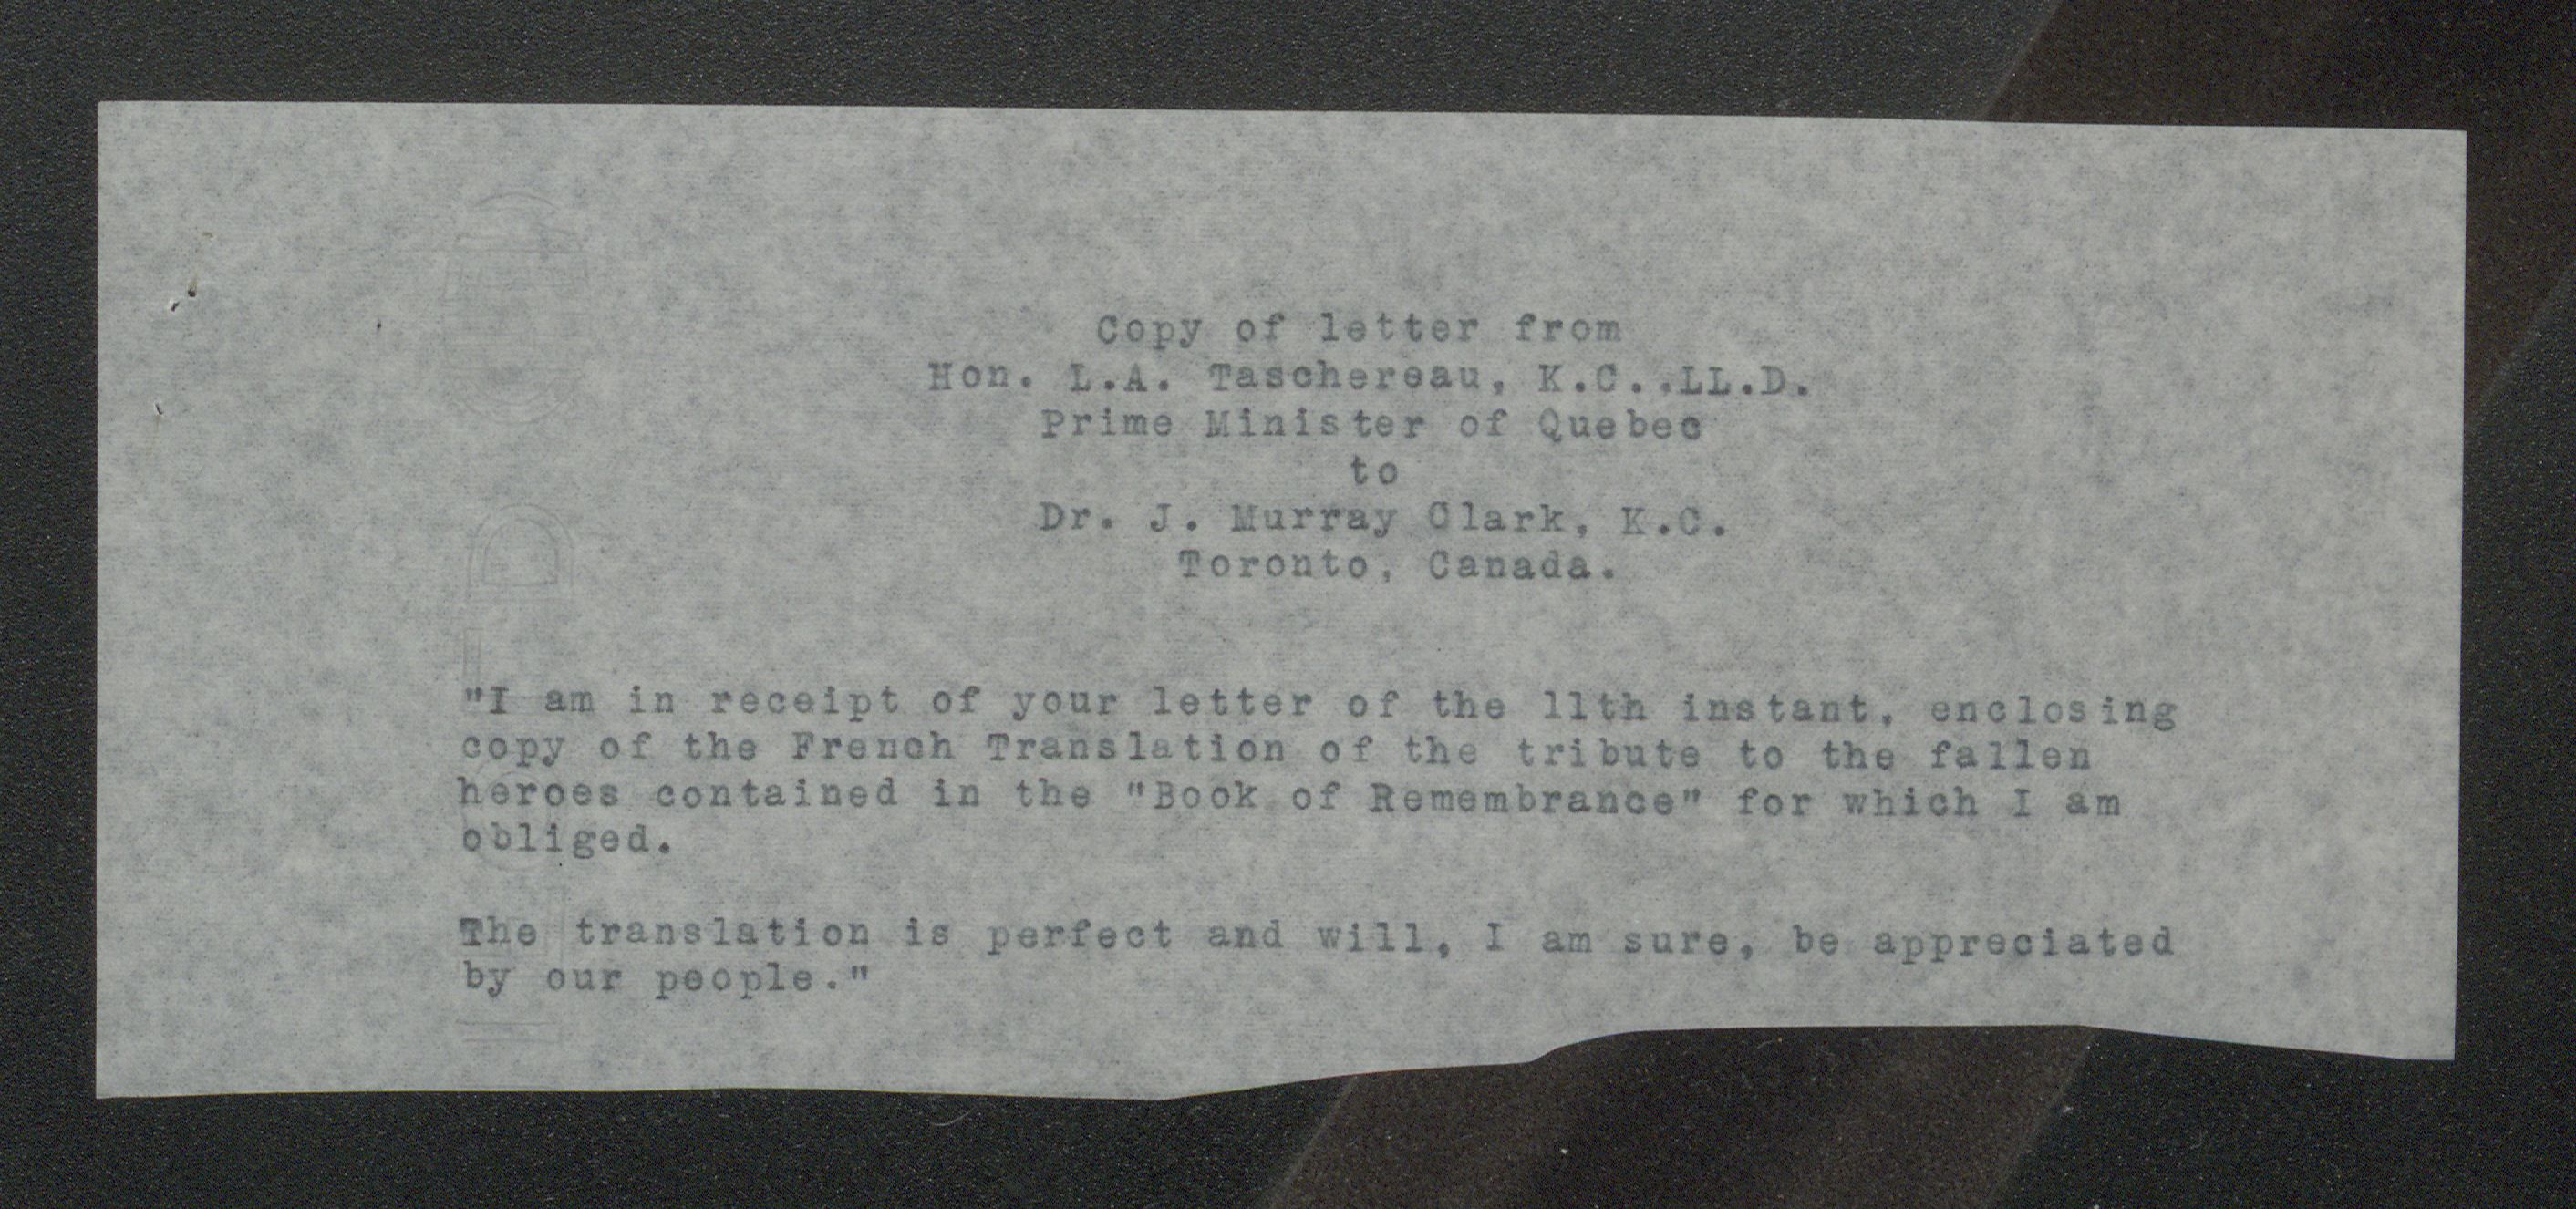 Copy of letter from
Hon. L.A. Taschereau, K.C.,LL.D.
Prime Minister of Quebec
to
Dr. J. Murray Clark, K.C.
Toronto, Canada.
"I am in receipt of your letter of the 11th instant, enclosing
copy of the French Translation of the tribute to the fallen
heroes contained in the "Book of Remembrance" for which I am
obliged.
The translation is perfect and will, I am sure, be appreciated
by our people."